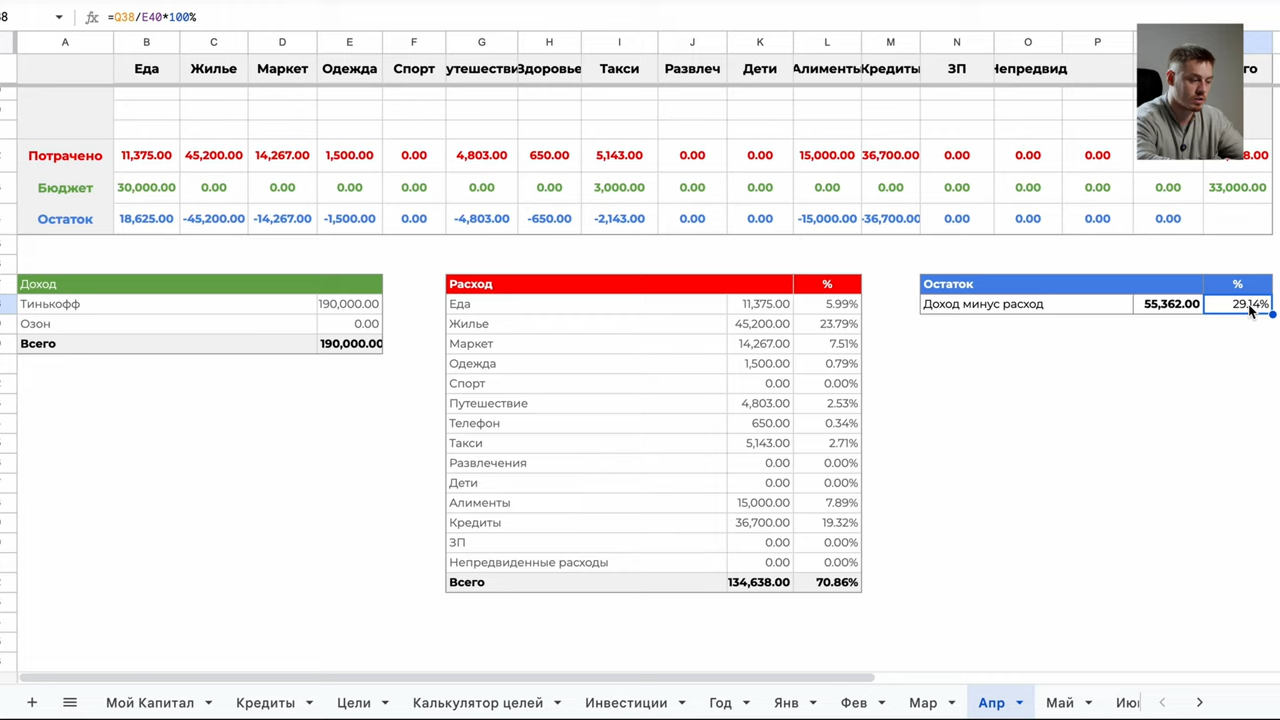 =Q38/E40*100%
A B C D E F G H I J K L M N O P
Еда Жилье Маркет Одежда Спорт утешестви Здоровье Такси Развлеч Дети Алименты Кредиты ЗП Непредвид
Потрачено 11,375.00 45,200.00 14,267.00 1,500.00 0.00 4,803.00 650.00 5,143.00 0.00 0.00 15,000.00 36,700.00 0.00 0.00 0.00
Бюджет 30,000.00 0.00 0.00 0.00 0.00 0.00 0.00 3,000.00 0.00 0.00 0.00 0.00 0.00 0.00 0.00 0.00 33,000.00
Остаток 18,625.00 -45,200.00 -14,267.00 -1,500.00 0.00 -4,803.00 -650.00 -2,143.00 0.00 0.00 -15,000.00 -36,700.00 0.00 0.00 0.00 0.00
Доход
Тинькофф 190,000.00
Озон 0.00
Всего 190,000.00
Расход %
Еда 11,375.00 5.99%
Жилье 45,200.00 23.79%
Маркет 14,267.00 7.51%
Одежда 1,500.00 0.79%
Спорт 0.00 0.00%
Путешествие 4,803.00 2.53%
Телефон 650.00 0.34%
Такси 5,143.00 2.71%
Развлечения 0.00 0.00%
Дети 0.00 0.00%
Алименты 15,000.00 7.89%
Кредиты 36,700.00 19.32%
ЗП 0.00 0.00%
Непредвиденные расходы 0.00 0.00%
Всего 134,638.00 70.86%
Остаток %
Доход минус расход 55,362.00 29.14%
Мой Капитал Кредиты Цели Калькулятор целей Инвестиции Год Янв Фев Мар Апр Май